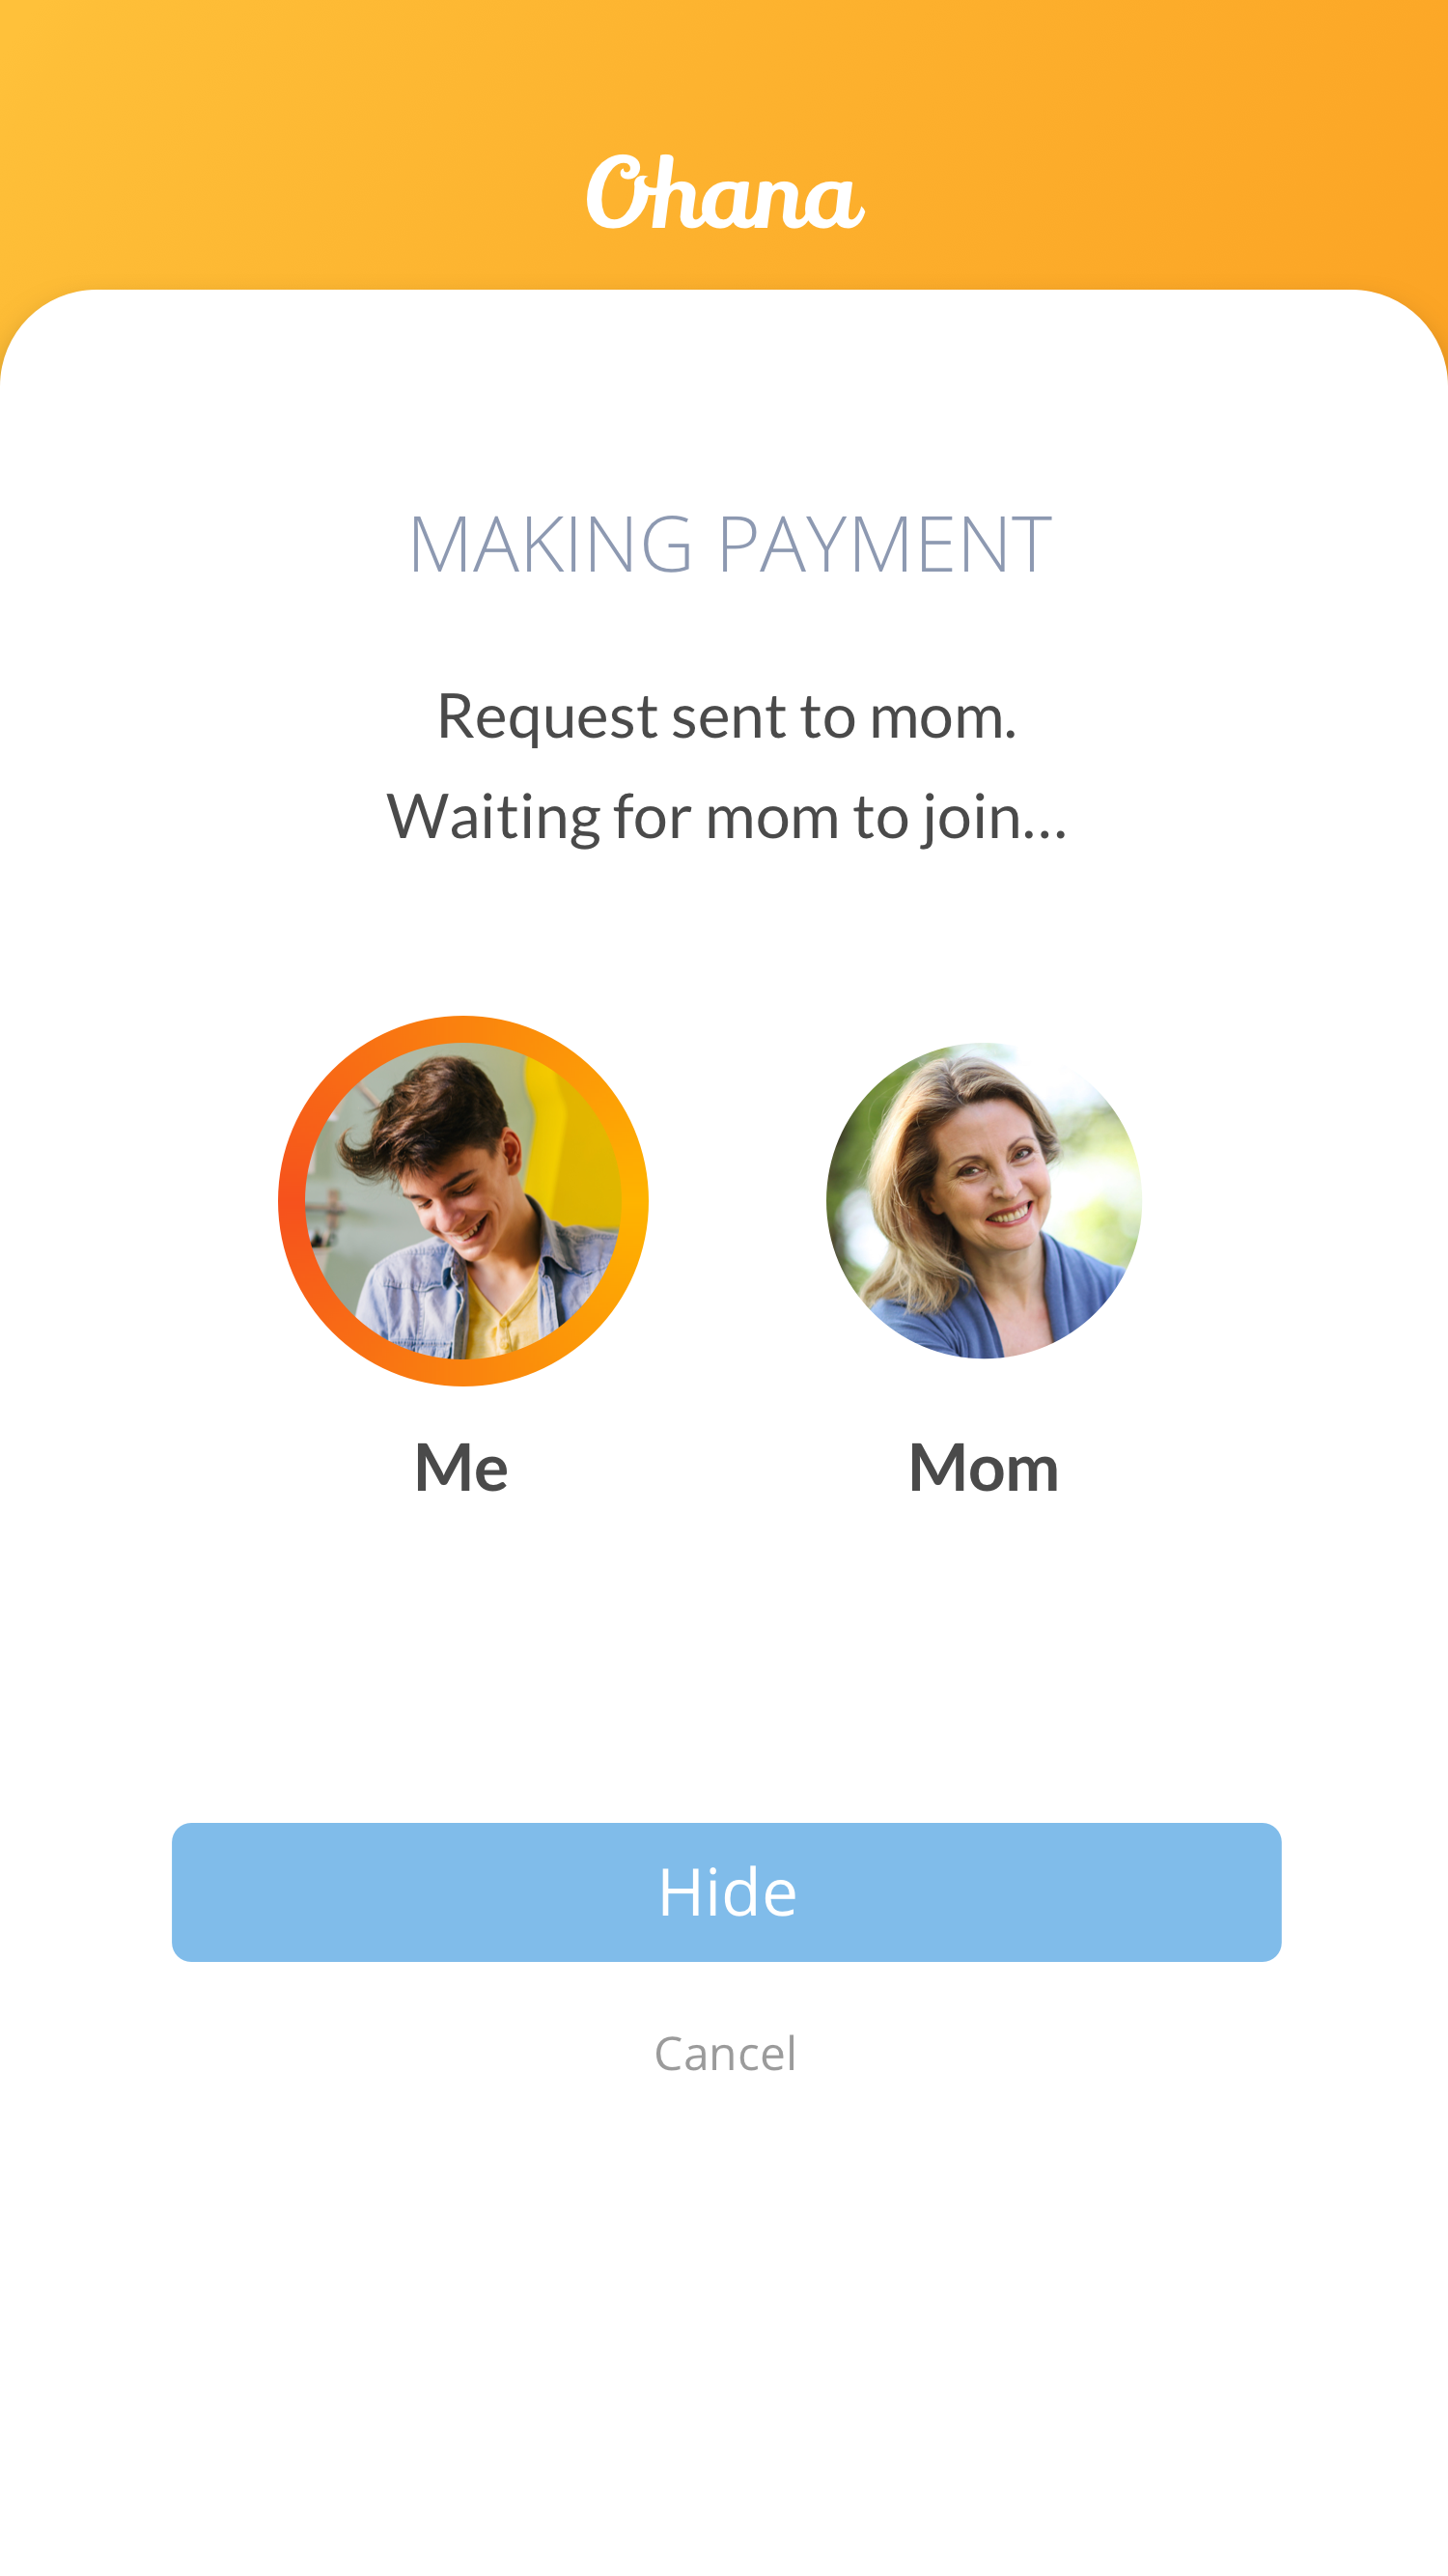 Ohana
MAKING PAYMENT
Request sent to mom.
Waiting for mom to join...
Me
Mom
Hide
Cancel